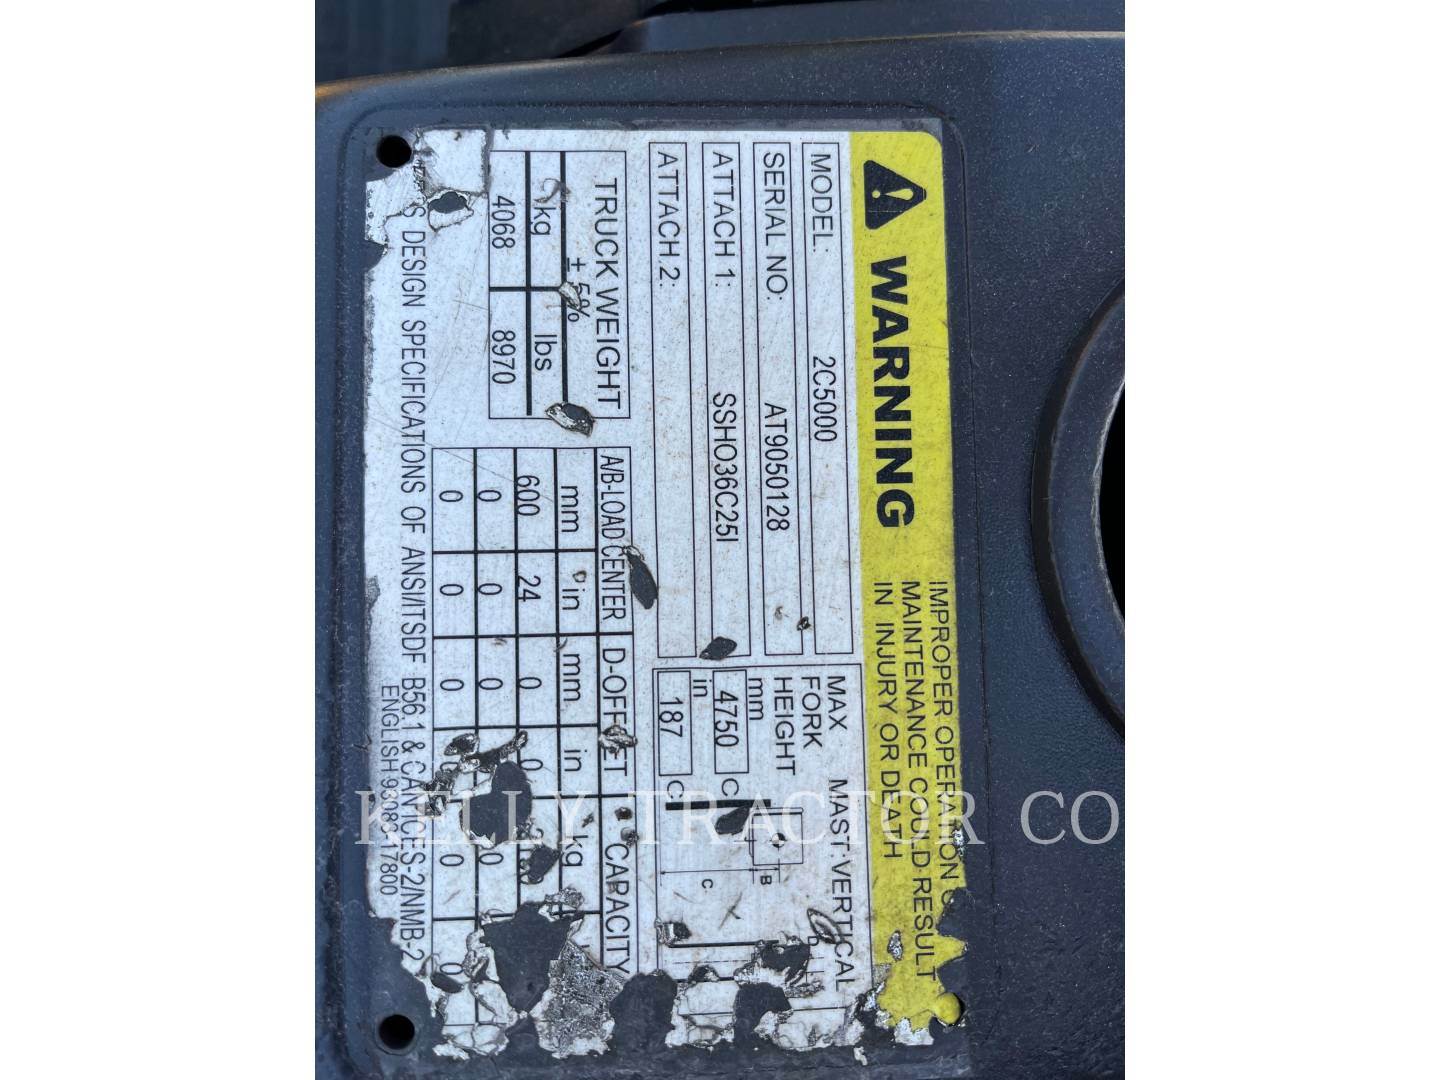 WARNING
IMPROPER OPERATION
MAINTENANCE COULD RESULT
IN INJURY OR DEATH
MODEL: 2C5000
SERIAL NO: AT9050128
ATTACH 1: SSHO36C25I
ATTACH 2:
MAX FORK HEIGHT
MAST: VERTICAL
mm
4750 C
in
187 C
B
C
D
TRUCK WEIGHT
± 5%
kg lbs
4068 8970
A/B-LOAD CENTER D-OFFSET CAPACITY
mm in mm in kg
600 24 0 0
0 0 0 0
0 0 0 0 0 0
DESIGN SPECIFICATIONS OF ANSI/ITSDF B56.1 & CAN ICES-2/NMB-2
ENGLISH 93083-17800
KELLY TRACTOR CO